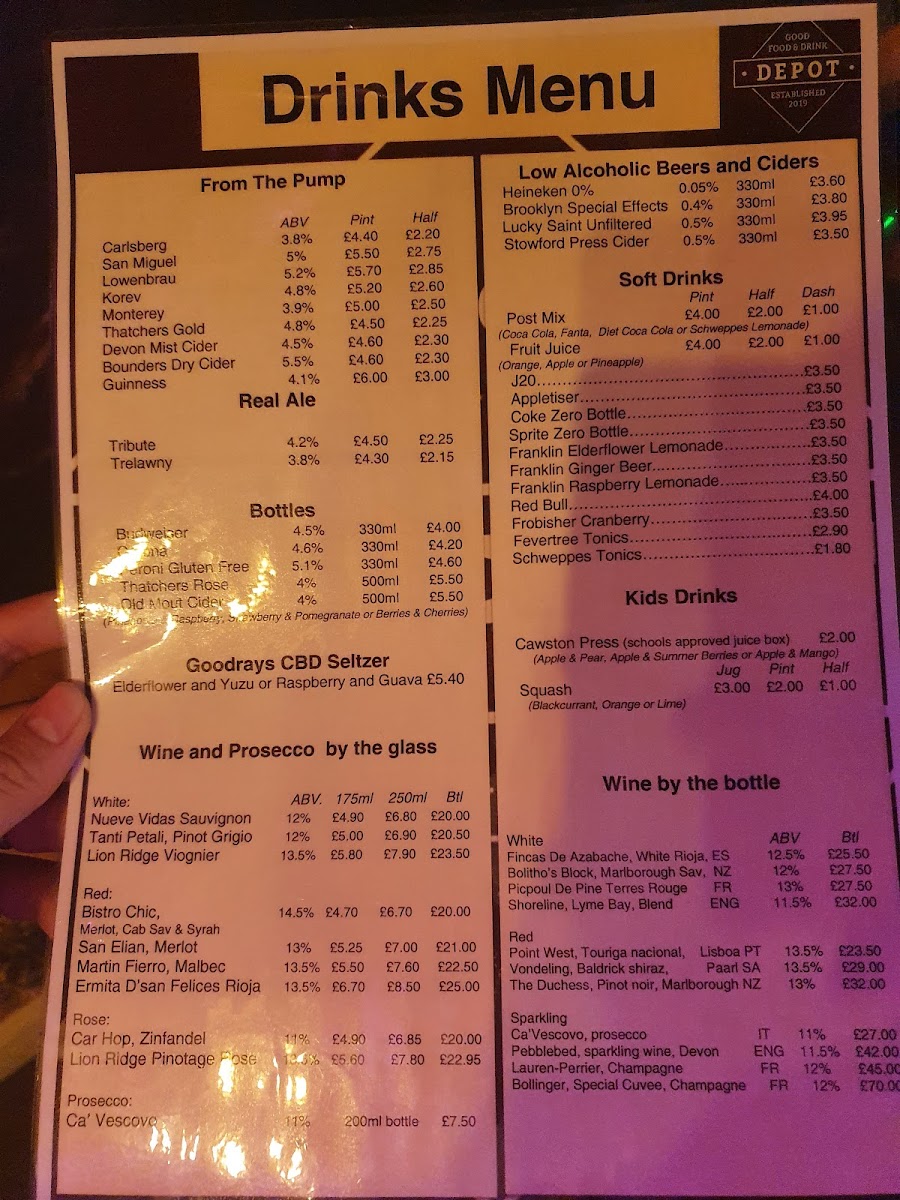 Drinks Menu
GOOD
FOOD & DRINK
DEPOT
ESTABLISHED
2019
From The Pump
ABV Pint Half
Carlsberg 3.8% £4.40 £2.20
San Miguel 5% £5.50 £2.75
Lowenbrau 5.2% £5.70 £2.85
Korev 4.8% £5.20 £2.60
Monterey 3.9% £5.00 £2.50
Thatchers Gold 4.8% £4.50 £2.25
Devon Mist Cider 4.5% £4.60 £2.30
Bounders Dry Cider 5.5% £4.60 £2.30
Guinness 4.1% £6.00 £3.00
Real Ale
Tribute 4.2% £4.50 £2.25
Trelawny 3.8% £4.30 £2.15
Bottles
Budweiser 4.5% 330ml £4.00
4.6% 330ml £4.20
Peroni Gluten Free 5.1% 330ml £4.60
Thatchers Rose 4% 500ml £5.50
Old Mout Cider 4% 500ml £5.50
Raspberry, Strawberry & Pomegranate or Berries & Cherries)
Goodrays CBD Seltzer
Elderflower and Yuzu or Raspberry and Guava £5.40
Wine and Prosecco by the glass
White: ABV. 175ml 250ml Btl
Nueve Vidas Sauvignon 12% £4.90 £6.80 £20.00
Tanti Petali, Pinot Grigio 12% £5.00 £6.90 £20.50
Lion Ridge Viognier 13.5% £5.80 £7.90 £23.50
Red:
Bistro Chic, 14.5% £4.70 £6.70 £20.00
Merlot, Cab Sav & Syrah
San Elian, Merlot 13% £5.25 £7.00 £21.00
Martin Fierro, Malbec 13.5% £5.50 £7.60 £22.50
Ermita D'san Felices Rioja 13.5% £6.70 £8.50 £25.00
Rose:
Car Hop, Zinfandel 11% £4.90 £6.85 £20.00
Lion Ridge Pinotage Rose 13.5% £5.60 £7.80 £22.95
Prosecco:
Ca' Vescovo 11% 200ml bottle £7.50
Low Alcoholic Beers and Ciders
Heineken 0% 0.05% 330ml £3.60
Brooklyn Special Effects 0.4% 330ml £3.80
Lucky Saint Unfiltered 0.5% 330ml £3.95
Stowford Press Cider 0.5% 330ml £3.50
Soft Drinks
Pint Half Dash
Post Mix £4.00 £2.00 £1.00
(Coca Cola, Fanta, Diet Coca Cola or Schweppes Lemonade)
Fruit Juice £4.00 £2.00 £1.00
(Orange, Apple or Pineapple)
J20.....£3.50
Appletiser.....£3.50
Coke Zero Bottle.....£3.50
Sprite Zero Bottle.....£3.50
Franklin Elderflower Lemonade.....£3.50
Franklin Ginger Beer.....£3.50
Franklin Raspberry Lemonade.....£3.50
Red Bull.....£4.00
Frobisher Cranberry.....£3.50
Fevertree Tonics.....£2.90
Schweppes Tonics.....£1.80
Kids Drinks
Cawston Press (schools approved juice box) £2.00
(Apple & Pear, Apple & Summer Berries or Apple & Mango)
Jug Pint Half
Squash £3.00 £2.00 £1.00
(Blackcurrant, Orange or Lime)
Wine by the bottle
White ABV Btl
Fincas De Azabache, White Rioja, ES 12.5% £25.50
Bolitho's Block, Marlborough Sav, NZ 12% £27.50
Picpoul De Pine Terres Rouge FR 13% £27.50
Shoreline, Lyme Bay, Blend ENG 11.5% £32.00
Red
Point West, Touriga nacional, Lisboa PT 13.5% £23.50
Vondeling, Baldrick shiraz, Paarl SA 13.5% £29.00
The Duchess, Pinot noir, Marlborough NZ 13% £32.00
Sparkling
Ca'Vescovo, prosecco IT 11% £27.00
Pebblebed, sparkling wine, Devon ENG 11.5% £42.00
Lauren-Perrier, Champagne FR 12% £45.00
Bollinger, Special Cuvee, Champagne FR 12% £70.00